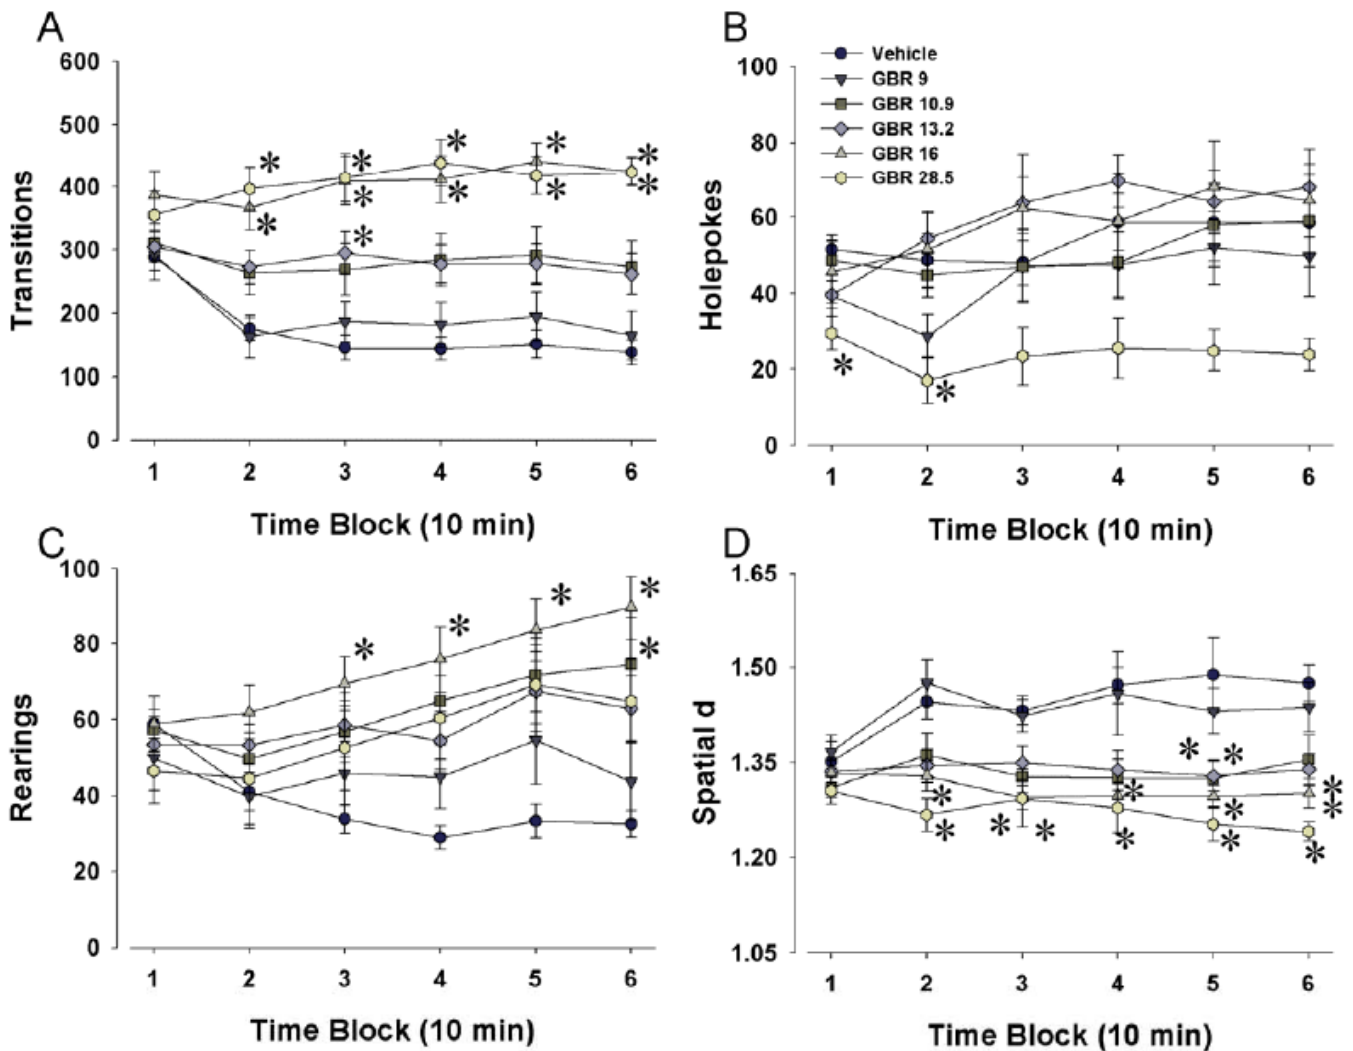 A
600
500
400
300
200
100
0
Transitions
1 2 3 4 5 6
Time Block (10 min)
B
Vehicle
GBR 9
GBR 10.9
GBR 13.2
GBR 16
GBR 28.5
100
80
60
40
20
0
Holepokes
1 2 3 4 5 6
Time Block (10 min)
C
100
80
60
40
20
0
Rearings
1 2 3 4 5 6
Time Block (10 min)
D
1.65
1.50
1.35
1.20
1.05
Spatial d
1 2 3 4 5 6
Time Block (10 min)